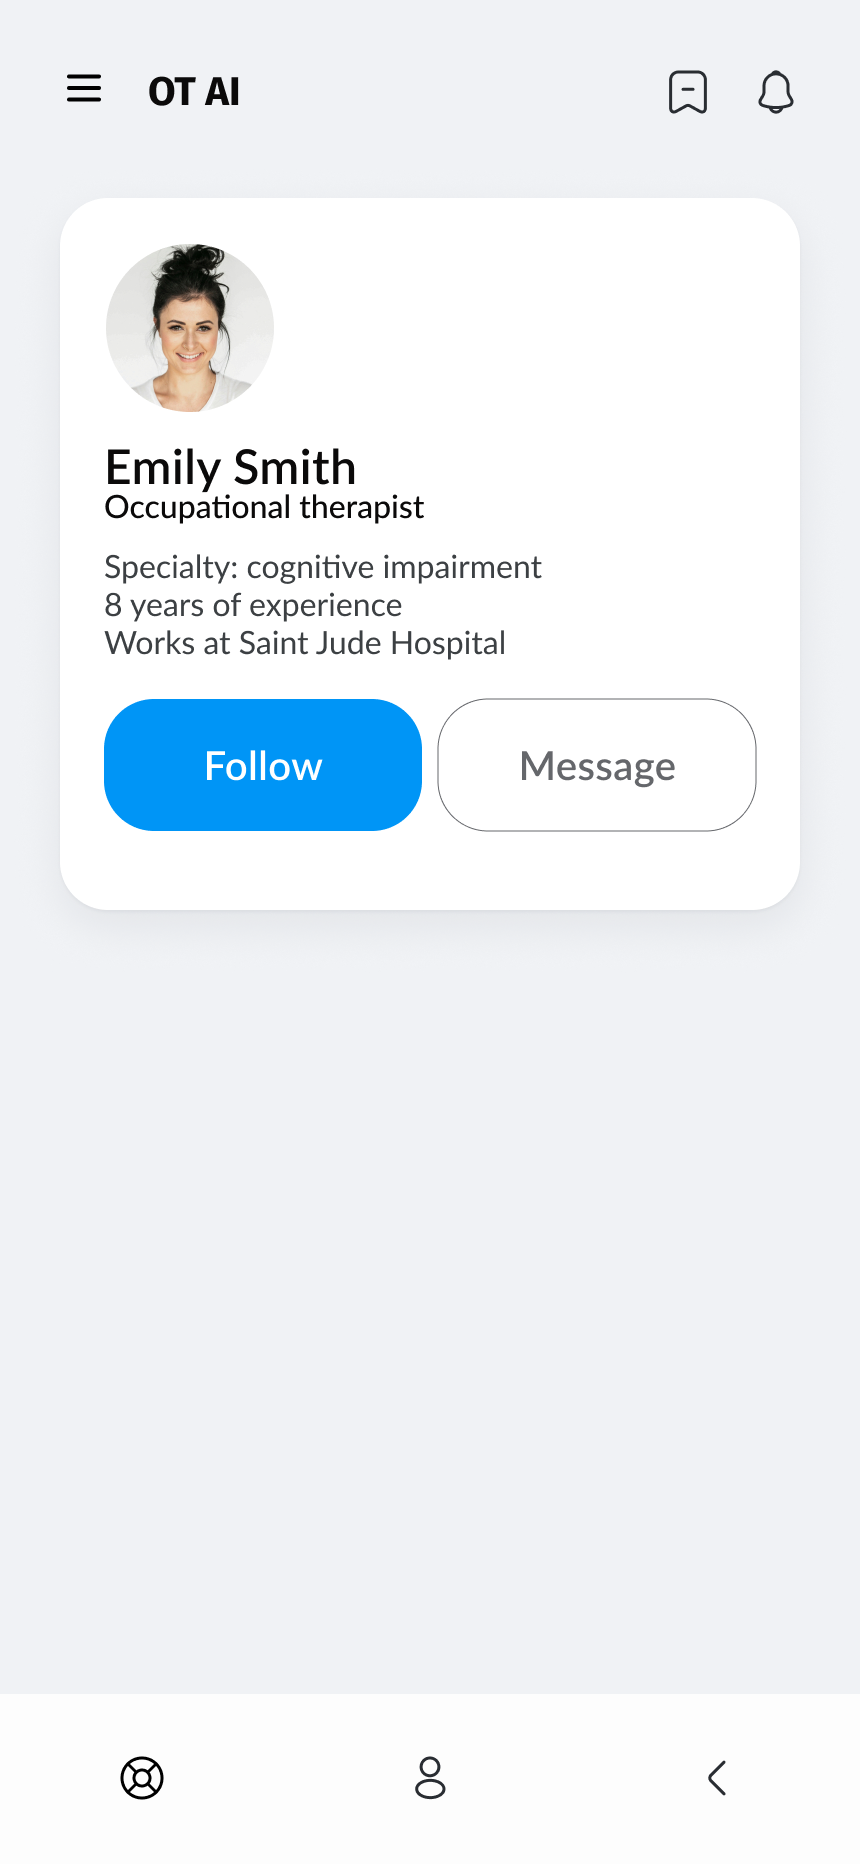 OT AI
Emily Smith
Occupational therapist
Specialty: cognitive impairment
8 years of experience
Works at Saint Jude Hospital
Follow
Message